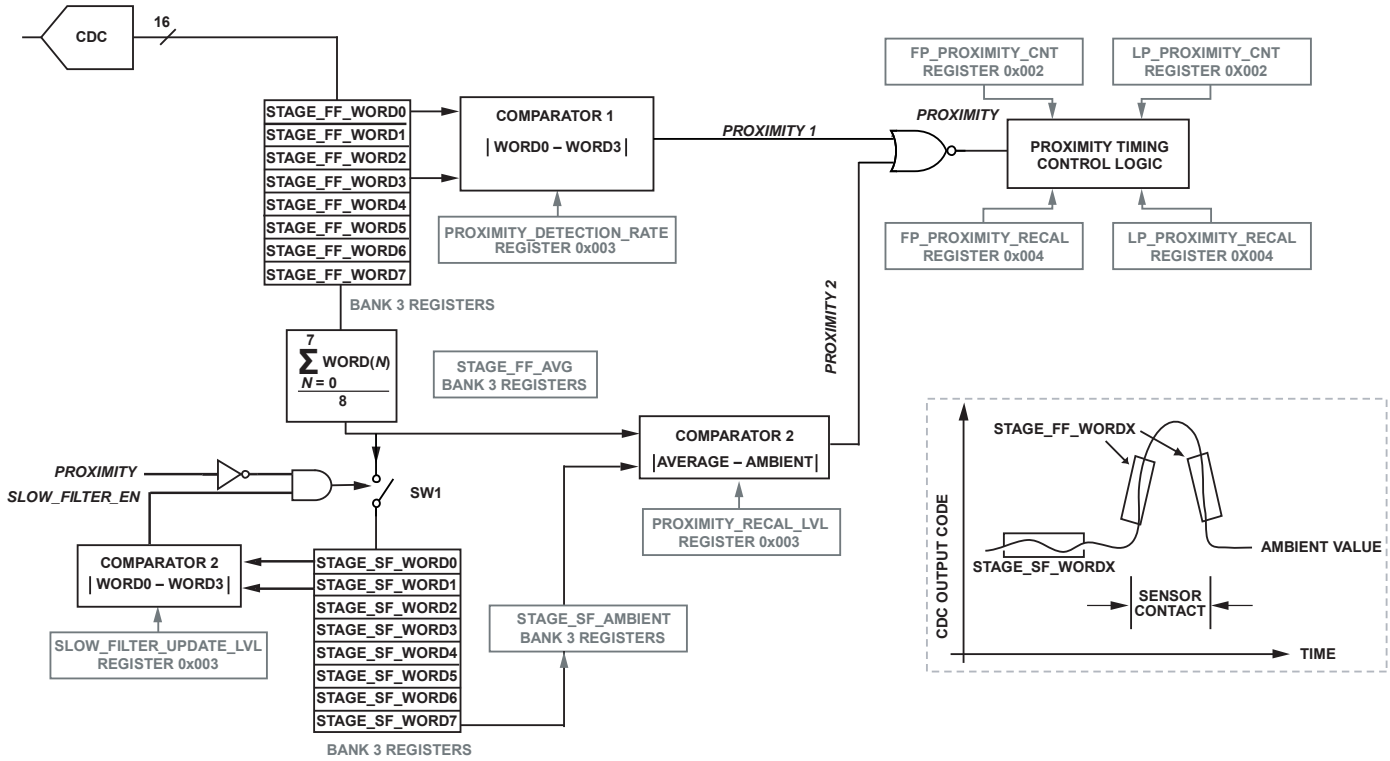 CDC
16
STAGE_FF_WORD0
STAGE_FF_WORD1
STAGE_FF_WORD2
STAGE_FF_WORD3
STAGE_FF_WORD4
STAGE_FF_WORD5
STAGE_FF_WORD6
STAGE_FF_WORD7
BANK 3 REGISTERS
COMPARATOR 1
|WORD0 – WORD3|
PROXIMITY_DETECTION_RATE
REGISTER 0x003
PROXIMITY 1
PROXIMITY 2
FP_PROXIMITY_CNT
REGISTER 0x002
LP_PROXIMITY_CNT
REGISTER 0X002
PROXIMITY
PROXIMITY TIMING
CONTROL LOGIC
FP_PROXIMITY_RECAL
REGISTER 0x004
LP_PROXIMITY_RECAL
REGISTER 0X004
7
Σ WORD(N)
N = 0
8
STAGE_FF_AVG
BANK 3 REGISTERS
COMPARATOR 2
|AVERAGE – AMBIENT|
PROXIMITY_RECAL_LVL
REGISTER 0x003
PROXIMITY
SLOW_FILTER_EN
SW1
COMPARATOR 2
|WORD0 – WORD3|
SLOW_FILTER_UPDATE_LVL
REGISTER 0x003
STAGE_SF_WORD0
STAGE_SF_WORD1
STAGE_SF_WORD2
STAGE_SF_WORD3
STAGE_SF_WORD4
STAGE_SF_WORD5
STAGE_SF_WORD6
STAGE_SF_WORD7
BANK 3 REGISTERS
STAGE_SF_AMBIENT
BANK 3 REGISTERS
CDC OUTPUT CODE
STAGE_FF_WORDX
STAGE_SF_WORDX
AMBIENT VALUE
SENSOR
CONTACT
TIME